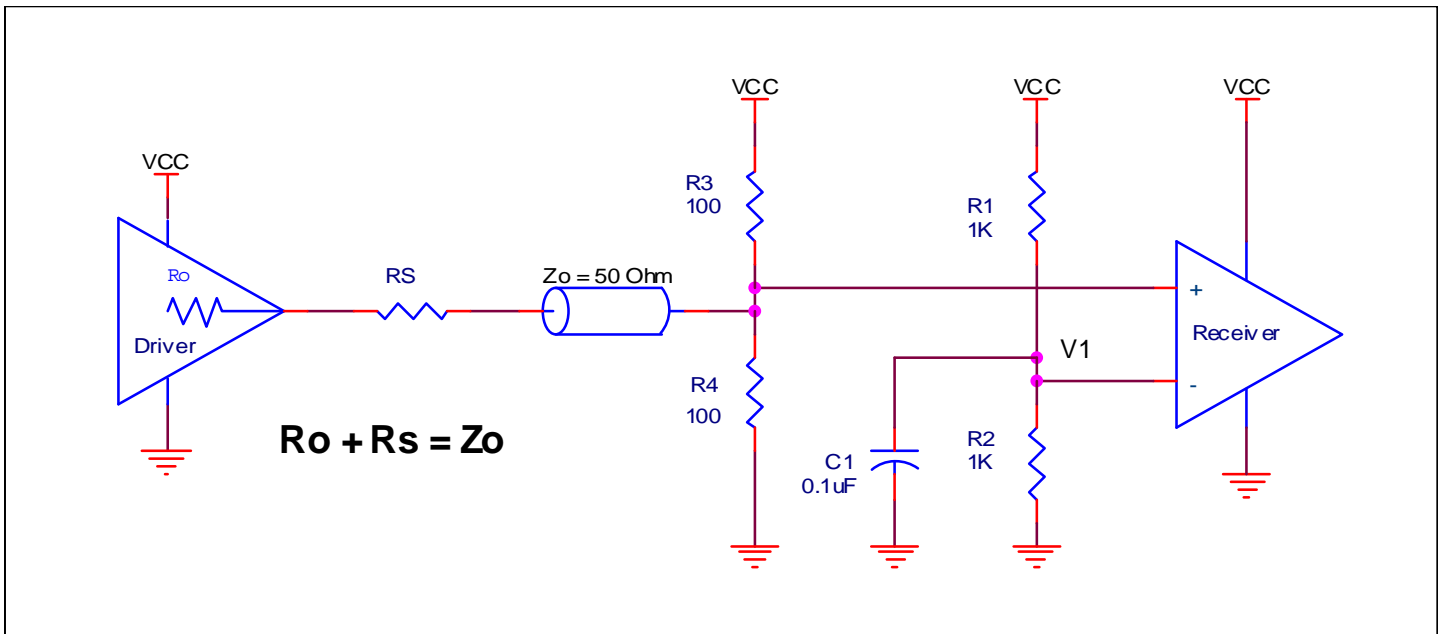 VCC
VCC
VCC
VCC
R3
100
R1
1K
Ro
RS
Zo = 50 Ohm
+
Driver
Receiver
V1
R4
100
-
Ro + Rs = Zo
R2
1K
C1
0.1uF